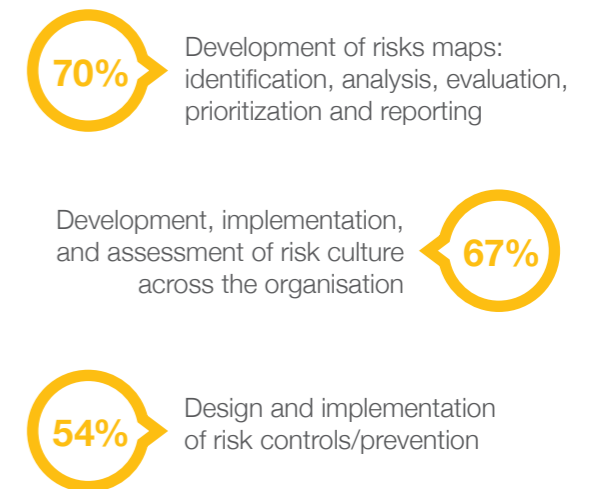 70%
Development of risks maps:
identification, analysis, evaluation,
prioritization and reporting
Development, implementation,
and assessment of risk culture
across the organisation
67%
54%
Design and implementation
of risk controls/prevention